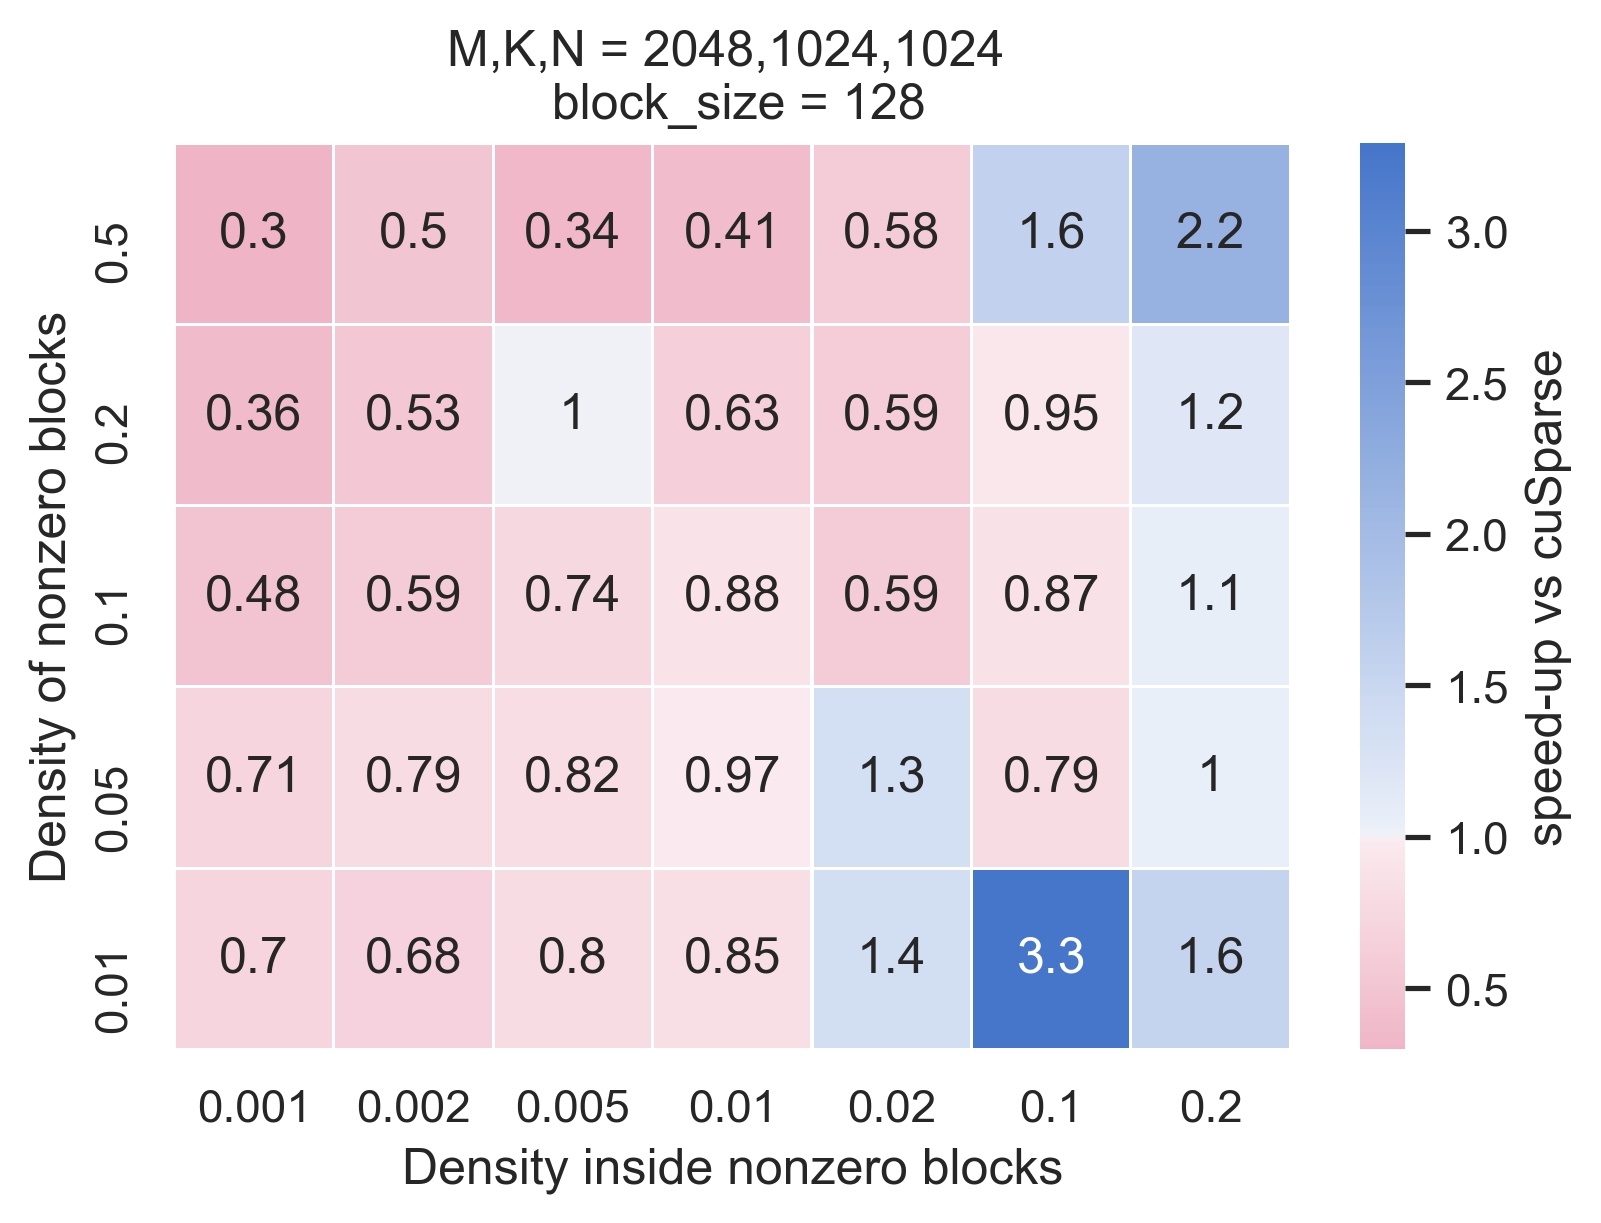 M,K,N = 2048,1024,1024
block_size = 128
Density of nonzero blocks
0.5 0.3 0.5 0.34 0.41 0.58 1.6 2.2
0.2 0.36 0.53 1 0.63 0.59 0.95 1.2
0.1 0.48 0.59 0.74 0.88 0.59 0.87 1.1
0.05 0.71 0.79 0.82 0.97 1.3 0.79 1
0.01 0.7 0.68 0.8 0.85 1.4 3.3 1.6
0.001 0.002 0.005 0.01 0.02 0.1 0.2
Density inside nonzero blocks
3.0
2.5
2.0
1.5
1.0
0.5
speed-up vs cuSparse